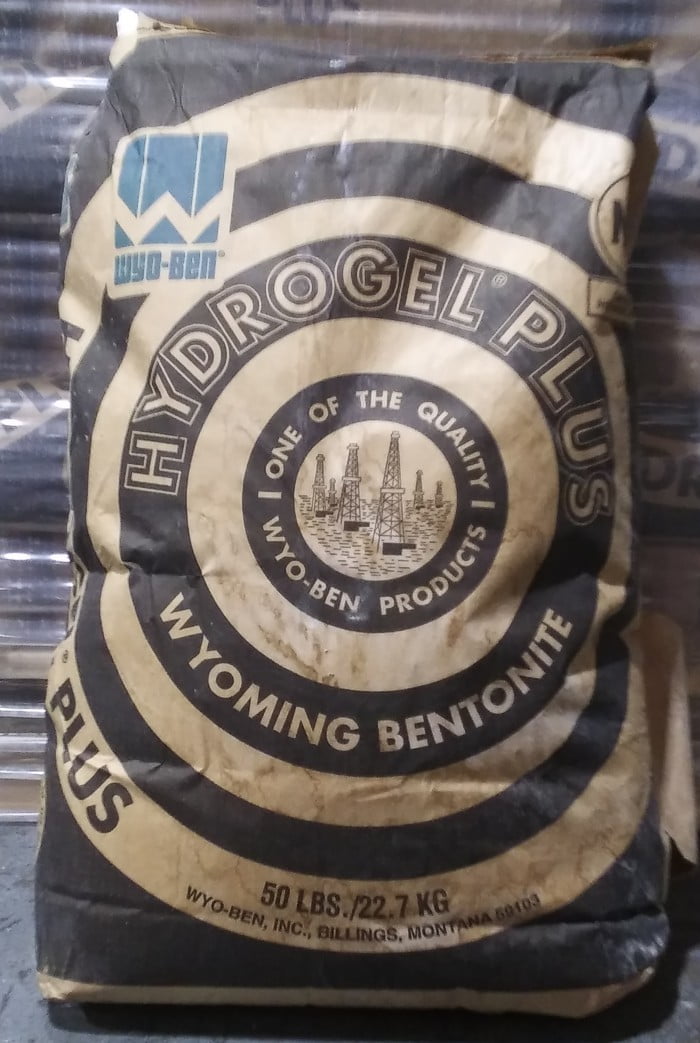 WYO-BEN®
HYDROGEL® PLUS
ONE OF THE QUALITY
WYO-BEN PRODUCTS
WYOMING BENTONITE
PLUS
50 LBS./22.7 KG
WYO-BEN, INC., BILLINGS, MONTANA 59103